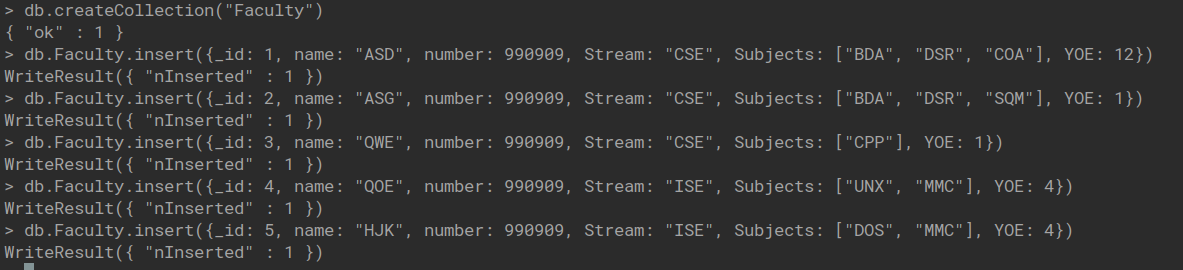 > db.createCollection("Faculty")
{ "ok" : 1 }
> db.Faculty.insert({_id: 1, name: "ASD", number: 990909, Stream: "CSE", Subjects: ["BDA", "DSR", "COA"], YOE: 12})
WriteResult({ "nInserted" : 1 })
> db.Faculty.insert({_id: 2, name: "ASG", number: 990909, Stream: "CSE", Subjects: ["BDA", "DSR", "SQM"], YOE: 1})
WriteResult({ "nInserted" : 1 })
> db.Faculty.insert({_id: 3, name: "QWE", number: 990909, Stream: "CSE", Subjects: ["CPP"], YOE: 1})
WriteResult({ "nInserted" : 1 })
> db.Faculty.insert({_id: 4, name: "QOE", number: 990909, Stream: "ISE", Subjects: ["UNX", "MMC"], YOE: 4})
WriteResult({ "nInserted" : 1 })
> db.Faculty.insert({_id: 5, name: "HJK", number: 990909, Stream: "ISE", Subjects: ["DOS", "MMC"], YOE: 4})
WriteResult({ "nInserted" : 1 })